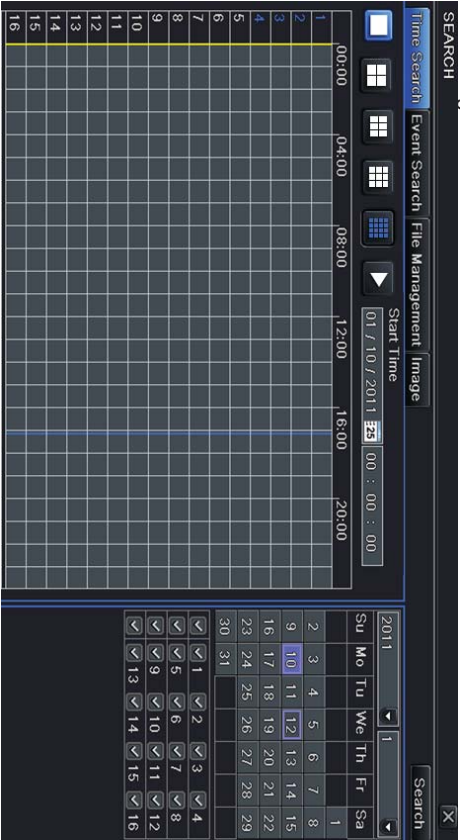 SEARCH
Time Search Event Search File Management Image
Start Time
01 / 10 / 2011 25 00 : 00 : 00
00:00 04:00 08:00 12:00 16:00 20:00
1
2
3
4
5
6
7
8
9
10
11
12
13
14
15
16
Search
2011 1
Su Mo Tu We Th Fr Sa
1
2 3 4 5 6 7 8
9 10 11 12 13 14 15
16 17 18 19 20 21 22
23 24 25 26 27 28 29
30 31
1 2 3 4
5 6 7 8
9 10 11 12
13 14 15 16